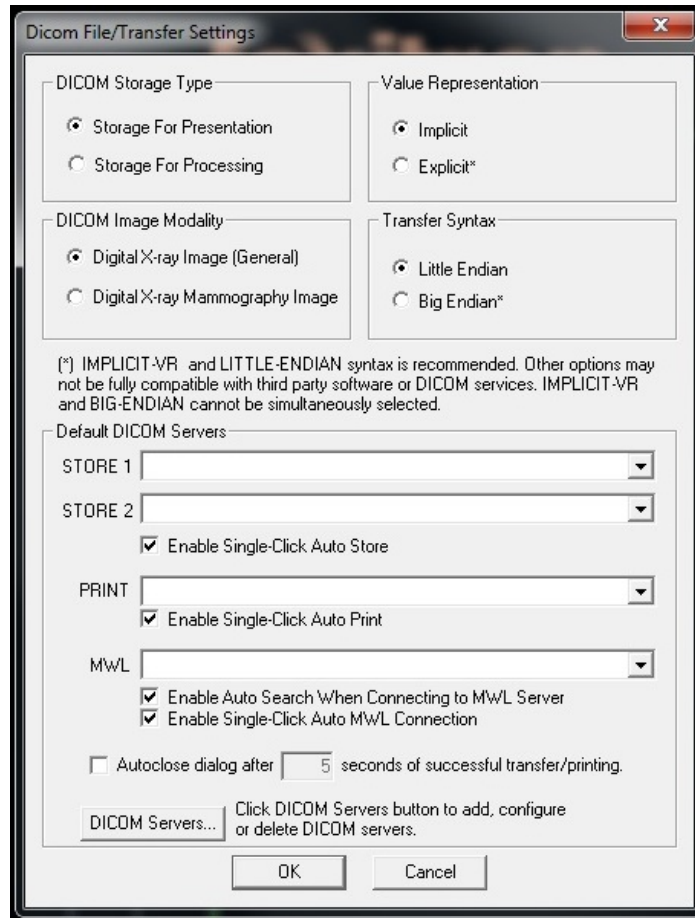 Dicom File/Transfer Settings
DICOM Storage Type
Storage For Presentation
Storage For Processing
Value Representation
Implicit
Explicit*
DICOM Image Modality
Digital X-ray Image (General)
Digital X-ray Mammography Image
Transfer Syntax
Little Endian
Big Endian*
(*) IMPLICIT-VR and LITTLE-ENDIAN syntax is recommended. Other options may
not be fully compatible with third party software or DICOM services. IMPLICIT-VR
and BIG-ENDIAN cannot be simultaneously selected.
Default DICOM Servers
STORE 1
STORE 2
Enable Single-Click Auto Store
PRINT
Enable Single-Click Auto Print
MWL
Enable Auto Search When Connecting to MWL Server
Enable Single-Click Auto MWL Connection
Autoclose dialog after 5 seconds of successful transfer/printing.
DICOM Servers...
Click DICOM Servers button to add, configure
or delete DICOM servers.
OK
Cancel